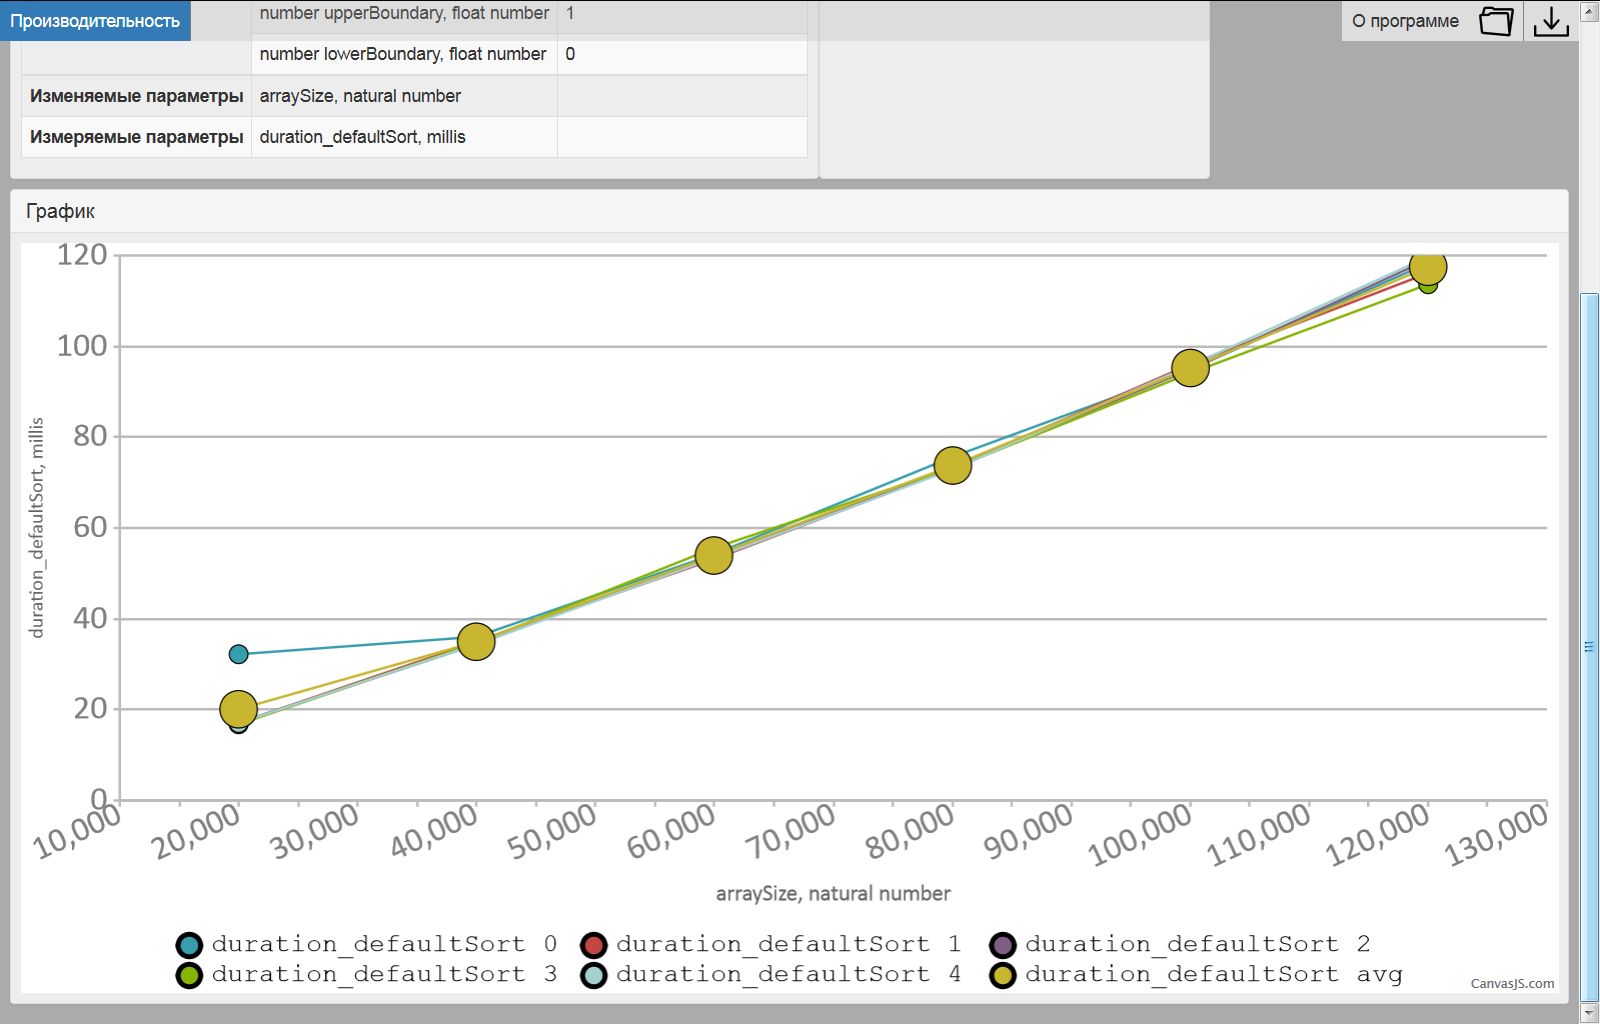 Производительность
number upperBoundary, float number 1
О программе
number lowerBoundary, float number 0
Изменяемые параметры arraySize, natural number
Измеряемые параметры duration_defaultSort, millis
График
120
100
80
60
40
20
0
duration_defaultSort, millis
10,000 20,000 30,000 40,000 50,000 60,000 70,000 80,000 90,000 100,000 110,000 120,000 130,000
arraySize, natural number
duration_defaultSort 0 duration_defaultSort 1 duration_defaultSort 2
duration_defaultSort 3 duration_defaultSort 4 duration_defaultSort avg
CanvasJS.com